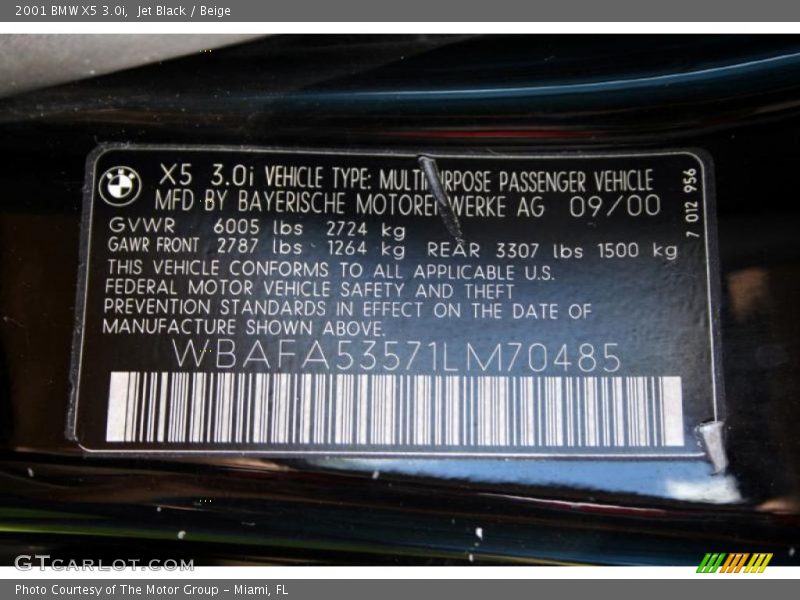 2001 BMW X5 3.0i, Jet Black / Beige
X5 3.0i VEHICLE TYPE: MULTIPURPOSE PASSENGER VEHICLE
MFD BY BAYERISCHE MOTOREN WERKE AG 09/00
7 012 956
GVWR 6005 lbs 2724 kg
GAWR FRONT 2787 lbs 1264 kg REAR 3307 lbs 1500 kg
THIS VEHICLE CONFORMS TO ALL APPLICABLE U.S.
FEDERAL MOTOR VEHICLE SAFETY AND THEFT
PREVENTION STANDARDS IN EFFECT ON THE DATE OF
MANUFACTURE SHOWN ABOVE.
WBAFA53571LM70485
GTCARLOT.COM
Photo Courtesy of The Motor Group - Miami, FL